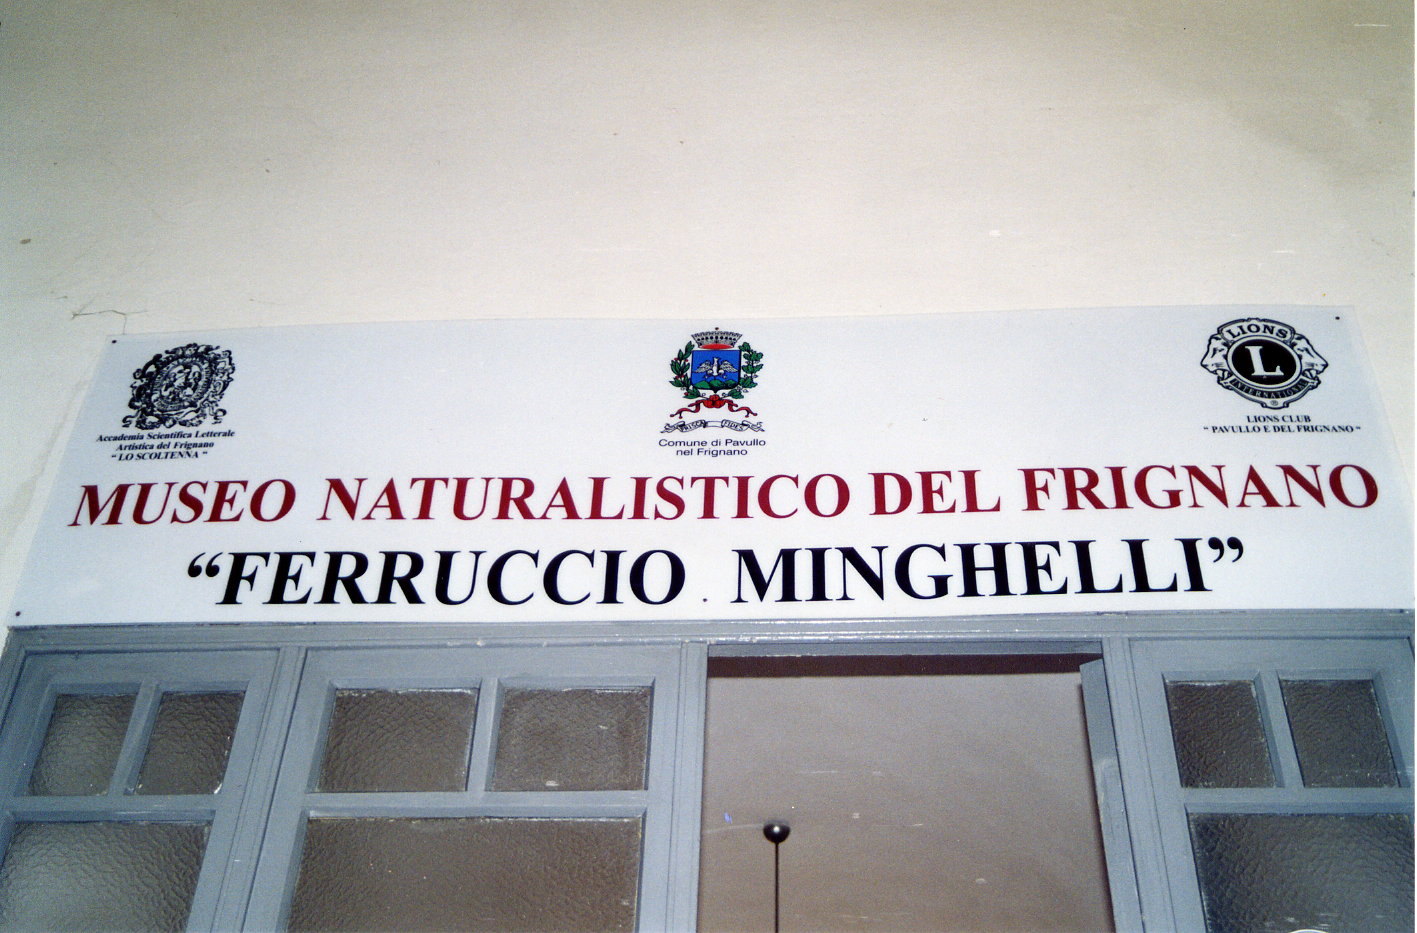 Accademia Scientifica Letterale
Artistica del Frignano
"LO SCOLTENNA"
Comune di Pavullo
nel Frignano
LIONS
L
INTERNATIONAL
®
LIONS CLUB
"PAVULLO E DEL FRIGNANO"
MUSEO NATURALISTICO DEL FRIGNANO
“FERRUCCIO MINGHELLI”